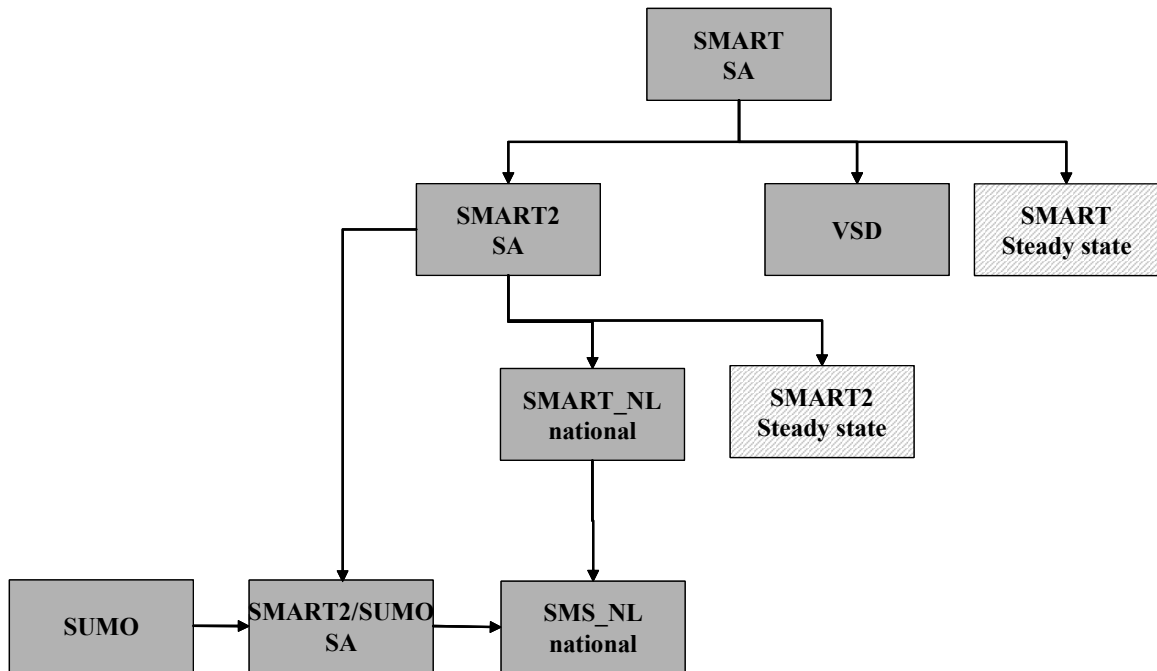 SMART
SA
SMART2
SA
VSD
SMART
Steady state
SMART_NL
national
SMART2
Steady state
SUMO
SMART2/SUMO
SA
SMS_NL
national